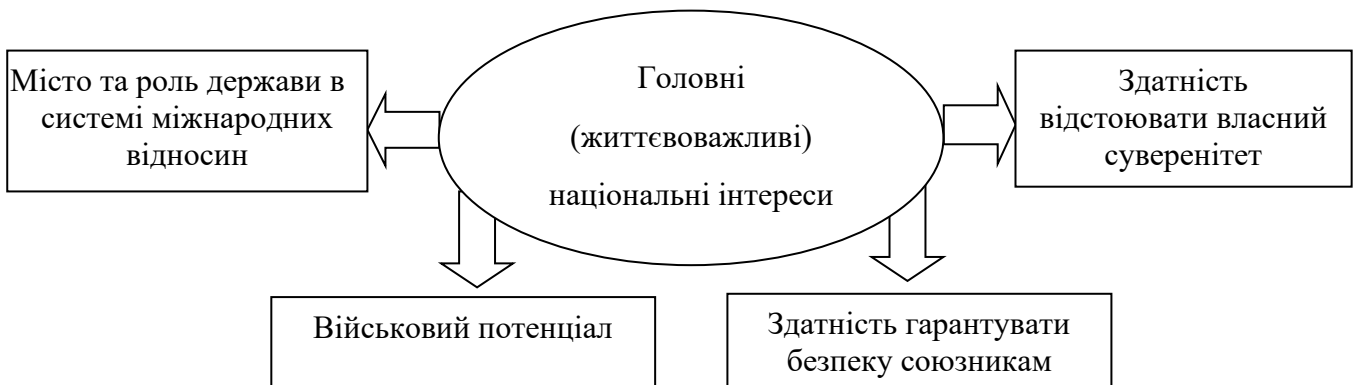 Місто та роль держави в
системі міжнародних
відносин
Головні
(життєвоважливі)
національні інтереси
Здатність
відстоювати власний
суверенітет
Військовий потенціал
Здатність гарантувати
безпеку союзникам